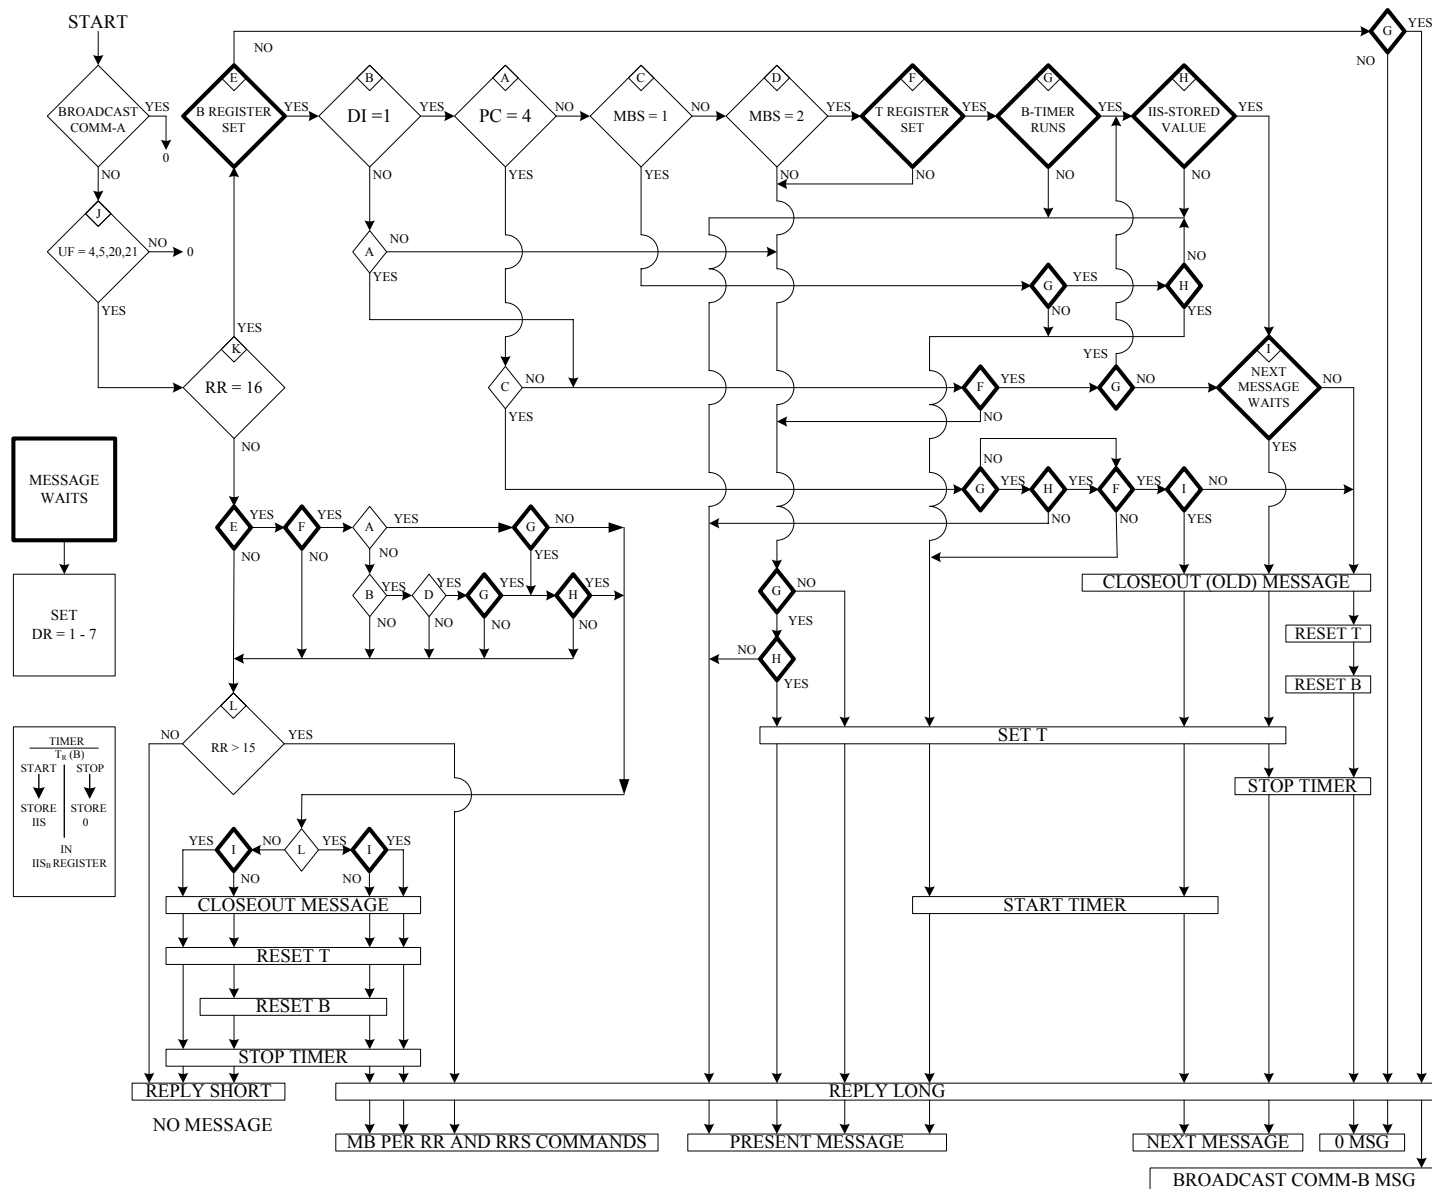 START
NO
G
YES
NO
BROADCAST
COMM-A
YES
0
NO
E
B REGISTER
SET
YES
B
DI =1
YES
NO
A
PC = 4
NO
YES
C
MBS = 1
NO
YES
D
MBS = 2
YES
NO
F
T REGISTER
SET
YES
NO
G
B-TIMER
RUNS
YES
NO
H
IIS-STORED
VALUE
YES
NO
J
UF = 4,5,20,21
NO
0
YES
A
NO
YES
G
YES
NO
H
NO
YES
K
RR = 16
YES
NO
C
NO
YES
F
YES
NO
G
YES
NO
I
NEXT
MESSAGE
WAITS
NO
YES
MESSAGE
WAITS
G
NO
YES
H
YES
NO
F
YES
NO
I
NO
YES
E
YES
NO
F
YES
NO
A
YES
NO
G
NO
YES
SET
DR = 1 - 7
B
YES
NO
D
YES
NO
G
YES
NO
H
YES
NO
G
NO
YES
H
NO
YES
CLOSEOUT (OLD) MESSAGE
RESET T
RESET B
L
RR > 15
NO
YES
SET T
STOP TIMER
TIMER
TR (B)
START STOP
STORE STORE
IIS 0
IN
IISB REGISTER
YES
I
NO
NO
L
YES
I
YES
NO
CLOSEOUT MESSAGE
START TIMER
RESET T
RESET B
STOP TIMER
REPLY SHORT
REPLY LONG
NO MESSAGE
MB PER RR AND RRS COMMANDS
PRESENT MESSAGE
NEXT MESSAGE
0 MSG
BROADCAST COMM-B MSG